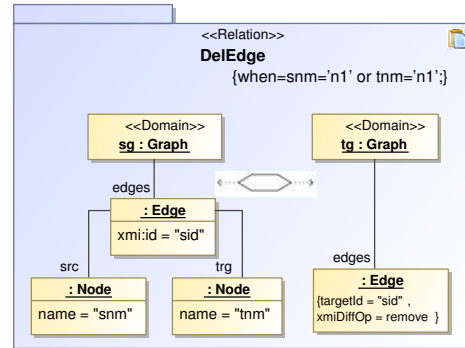 <<Relation>>
DelEdge
{when=snm='n1' or tnm='n1';}
<<Domain>>
sg : Graph
<<Domain>>
tg : Graph
edges
: Edge
xmi:id = "sid"
src
trg
: Node
name = "snm"
: Node
name = "tnm"
edges
: Edge
{targetId = "sid" ,
xmiDiffOp = remove }